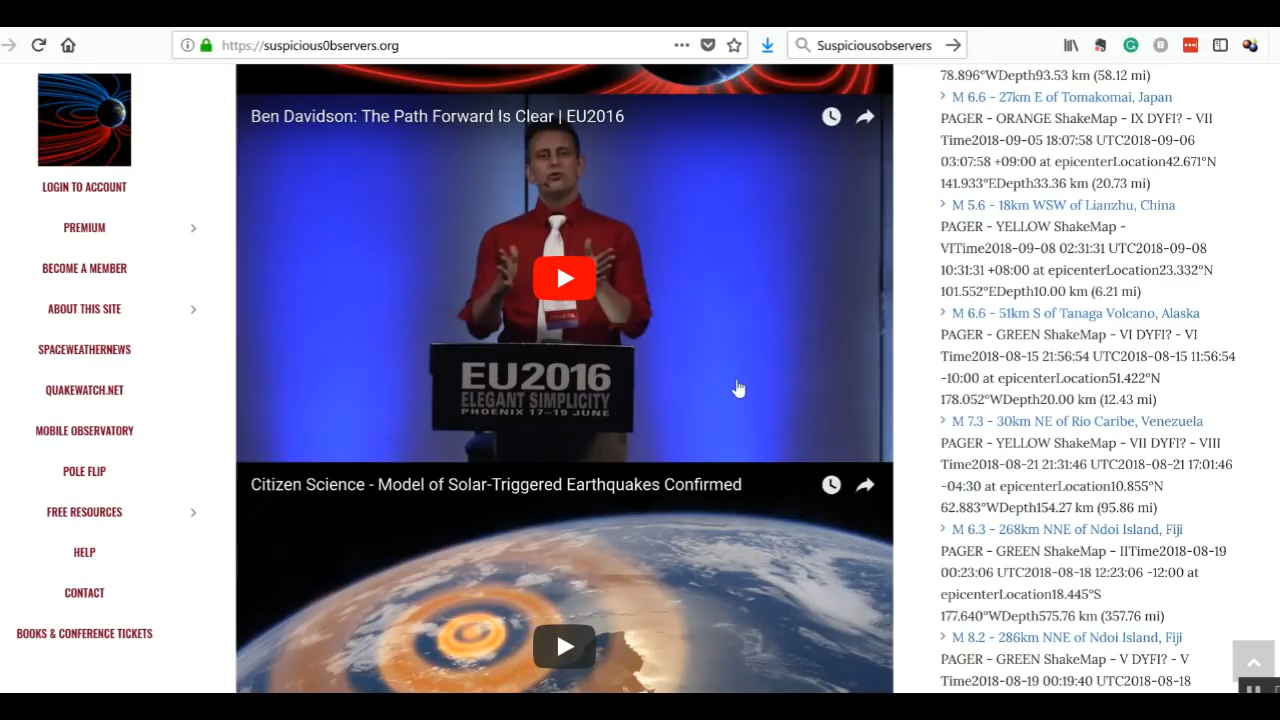 https://suspicious0bservers.org
Suspiciousobservers
LOGIN TO ACCOUNT
PREMIUM
BECOME A MEMBER
ABOUT THIS SITE
SPACEWEATHERNEWS
QUAKEWATCH.NET
MOBILE OBSERVATORY
POLE FLIP
FREE RESOURCES
HELP
CONTACT
BOOKS & CONFERENCE TICKETS
Ben Davidson: The Path Forward Is Clear | EU2016
EU2016
ELEGANT SIMPLICITY
PHOENIX 17-19 JUNE
Citizen Science - Model of Solar-Triggered Earthquakes Confirmed
78.896°WDepth93.53 km (58.12 mi)
M 6.6 - 27km E of Tomakomai, Japan
PAGER - ORANGE ShakeMap - IX DYFI? - VII
Time2018-09-05 18:07:58 UTC2018-09-06
03:07:58 +09:00 at epicenterLocation42.671°N
141.933°EDepth33.36 km (20.73 mi)
M 5.6 - 18km WSW of Lianzhu, China
PAGER - YELLOW ShakeMap -
VITime2018-09-08 02:31:31 UTC2018-09-08
10:31:31 +08:00 at epicenterLocation23.332°N
101.552°EDepth10.00 km (6.21 mi)
M 6.6 - 51km S of Tanaga Volcano, Alaska
PAGER - GREEN ShakeMap - VI DYFI? - VI
Time2018-08-15 21:56:54 UTC2018-08-15 11:56:54
-10:00 at epicenterLocation51.422°N
178.052°WDepth20.00 km (12.43 mi)
M 7.3 - 30km NE of Rio Caribe, Venezuela
PAGER - YELLOW ShakeMap - VII DYFI? - VIII
Time2018-08-21 21:31:46 UTC2018-08-21 17:01:46
-04:30 at epicenterLocation10.855°N
62.883°WDepth154.27 km (95.86 mi)
M 6.3 - 268km NNE of Ndoi Island, Fiji
PAGER - GREEN ShakeMap - IITime2018-08-19
00:23:06 UTC2018-08-18 12:23:06 -12:00 at
epicenterLocation18.445°S
177.640°WDepth575.76 km (357.76 mi)
M 8.2 - 286km NNE of Ndoi Island, Fiji
PAGER - GREEN ShakeMap - V DYFI? - V
Time2018-08-19 00:19:40 UTC2018-08-18